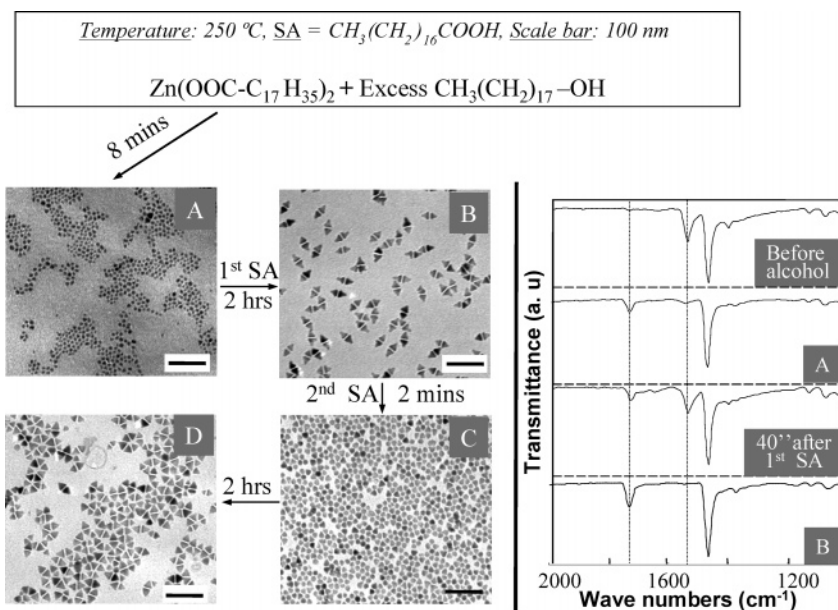 Temperature: 250 ºC, SA = CH₃(CH₂)₁₆COOH, Scale bar: 100 nm
Zn(OOC-C₁₇H₃₅)₂ + Excess CH₃(CH₂)₁₇–OH
8 mins
A
1st SA
2 hrs
B
2nd SA
2 mins
D
2 hrs
C
Transmittance (a. u)
Before
alcohol
A
40’’ after
1st SA
B
2000 1600 1200
Wave numbers (cm⁻¹)